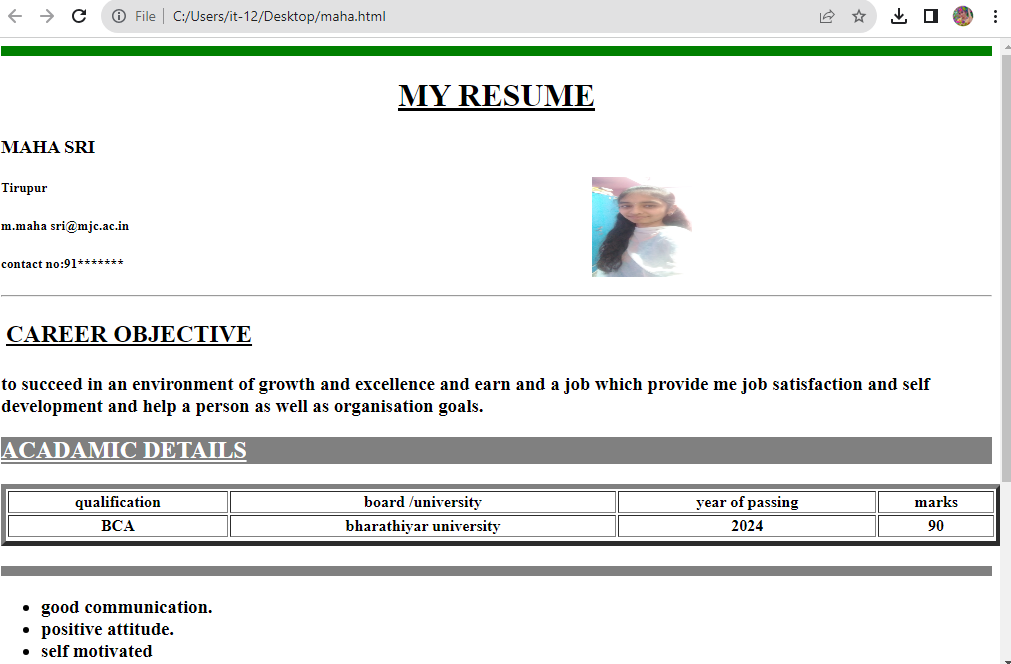 File
C:/Users/it-12/Desktop/maha.html
MY RESUME
MAHA SRI
Tirupur
m.maha sri@mjc.ac.in
contact no:91*******
CAREER OBJECTIVE
to succeed in an environment of growth and excellence and earn and a job which provide me job satisfaction and self
development and help a person as well as organisation goals.
ACADAMIC DETAILS
qualification board /university year of passing marks
BCA bharathiyar university 2024 90
good communication.
positive attitude.
self motivated